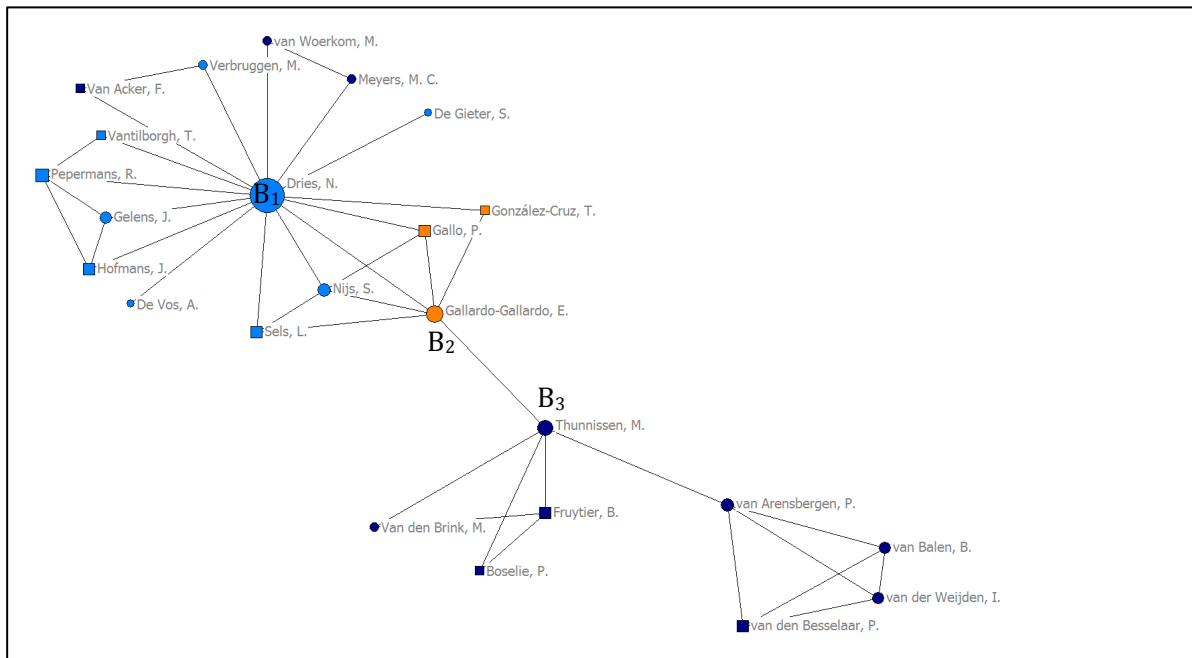 van Woerkom, M.
Verbruggen, M.
Meyers, M. C.
Van Acker, F.
De Gieter, S.
Vantilborgh, T.
Pepermans, R.
Dries, N.
B₁
González-Cruz, T.
Gelens, J.
Gallo, P.
Hofmans, J.
Nijs, S.
De Vos, A.
Gallardo-Gallardo, E.
Sels, L.
B₂
B₃
Thunnissen, M.
van Arensbergen, P.
Fruytier, B.
Van den Brink, M.
van Balen, B.
Boselie, P.
van der Weijden, I.
van den Besselaar, P.